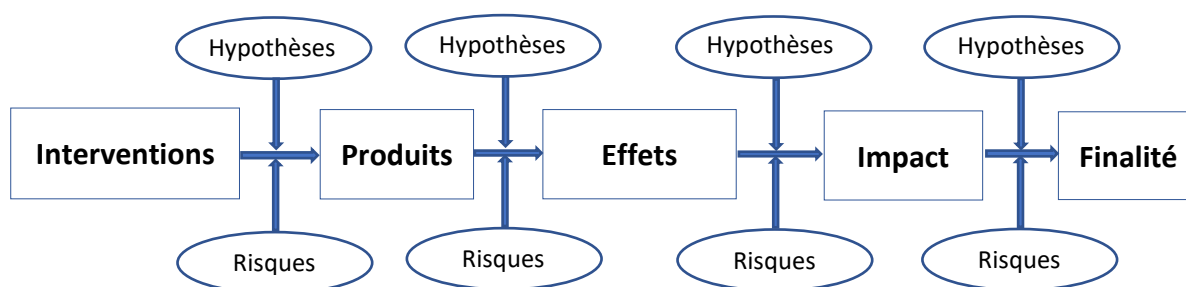 Hypothèses
Hypothèses
Hypothèses
Hypothèses
Interventions
Produits
Effets
Impact
Finalité
Risques
Risques
Risques
Risques